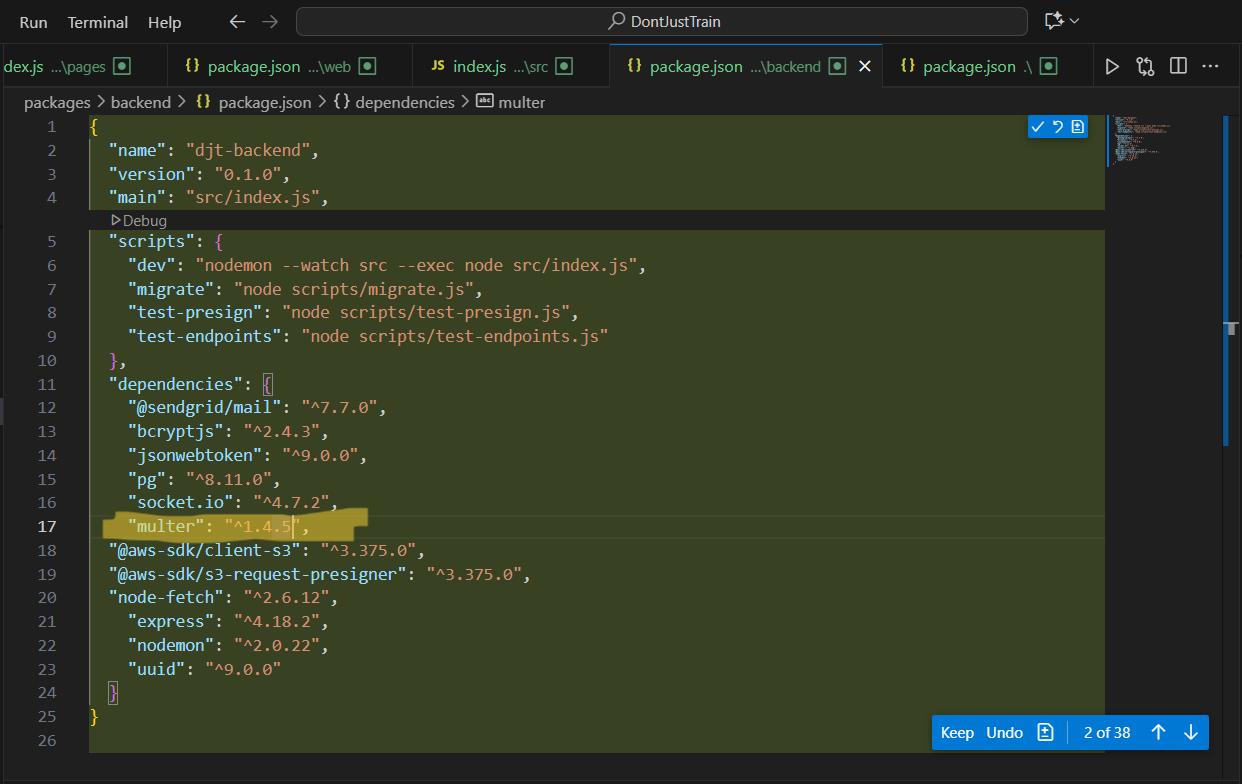 Run Terminal Help DontJustTrain
dex.js ...\pages {} package.json ...\web JS index.js ...\src {} package.json ...\backend {} package.json .\
packages > backend > {} package.json > {} dependencies > abc multer
1 {
2 "name": "djt-backend",
3 "version": "0.1.0",
4 "main": "src/index.js",
Debug
5 "scripts": {
6 "dev": "nodemon --watch src --exec node src/index.js",
7 "migrate": "node scripts/migrate.js",
8 "test-presign": "node scripts/test-presign.js",
9 "test-endpoints": "node scripts/test-endpoints.js"
10 },
11 "dependencies": {
12 "@sendgrid/mail": "^7.7.0",
13 "bcryptjs": "^2.4.3",
14 "jsonwebtoken": "^9.0.0",
15 "pg": "^8.11.0",
16 "socket.io": "^4.7.2",
17 "multer": "^1.4.5",
18 "@aws-sdk/client-s3": "^3.375.0",
19 "@aws-sdk/s3-request-presigner": "^3.375.0",
20 "node-fetch": "^2.6.12",
21 "express": "^4.18.2",
22 "nodemon": "^2.0.22",
23 "uuid": "^9.0.0"
24 }
25 }
26
Keep Undo 2 of 38